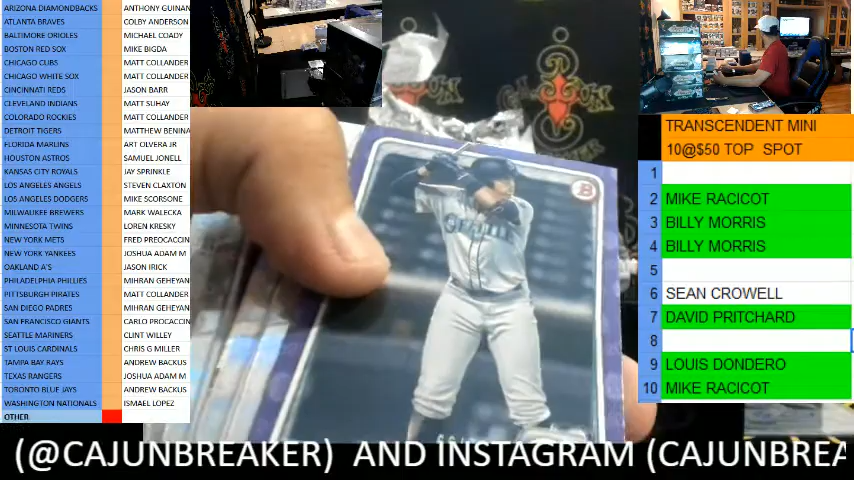 ARIZONA DIAMONDBACKS ANTHONY GUINAN
ATLANTA BRAVES COLBY ANDERSON
BALTIMORE ORIOLES MICHAEL COADY
BOSTON RED SOX MIKE BIGDA
CHICAGO CUBS MATT COLLANDER
CHICAGO WHITE SOX MATT COLLANDER
CINCINNATI REDS JASON BARR
CLEVELAND INDIANS MATT SUHAY
COLORADO ROCKIES MATT COLLANDER
DETROIT TIGERS MATTHEW BENINA
FLORIDA MARLINS ART OLVERA JR
HOUSTON ASTROS SAMUEL JONELL
KANSAS CITY ROYALS JAY SPRINKLE
LOS ANGELES ANGELS STEVEN CLAXTON
LOS ANGELES DODGERS MIKE SCORSONE
MILWAUKEE BREWERS MARK WALECKA
MINNESOTA TWINS LOREN KRESKY
NEW YORK METS FRED PREOCACCIN
NEW YORK YANKEES JOSHUA ADAM M
OAKLAND A'S JASON IRICK
PHILADELPHIA PHILLIES MIHRAN GEHEYAN
PITTSBURGH PIRATES MATT COLLANDER
SAN DIEGO PADRES MIHRAN GEHEYAN
SAN FRANCISCO GIANTS CARLO PROCACCIN
SEATTLE MARINERS CLINT WILLEY
ST LOUIS CARDINALS CHRIS G MILLER
TAMPA BAY RAYS ANDREW BACKUS
TEXAS RANGERS JOSHUA ADAM M
TORONTO BLUE JAYS ANDREW BACKUS
WASHINGTON NATIONALS ISMAEL LOPEZ
OTHER
B
TRANSCENDENT MINI
10@$50 TOP SPOT
1
2 MIKE RACICOT
3 BILLY MORRIS
4 BILLY MORRIS
5
6 SEAN CROWELL
7 DAVID PRITCHARD
8
9 LOUIS DONDERO
10 MIKE RACICOT
(@CAJUNBREAKER) AND INSTAGRAM (CAJUNBREA